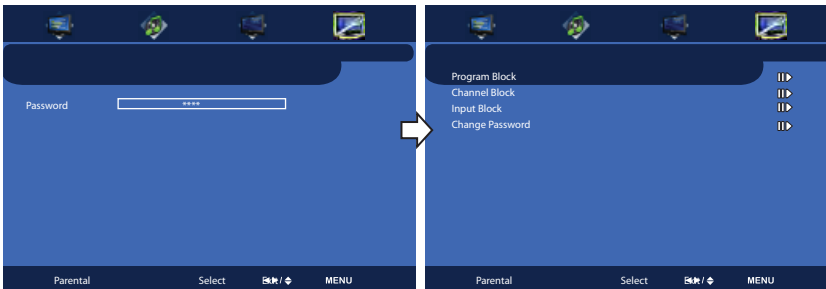 Password ****
Parental Select MENU
Program Block
Channel Block
Input Block
Change Password
Parental Select MENU